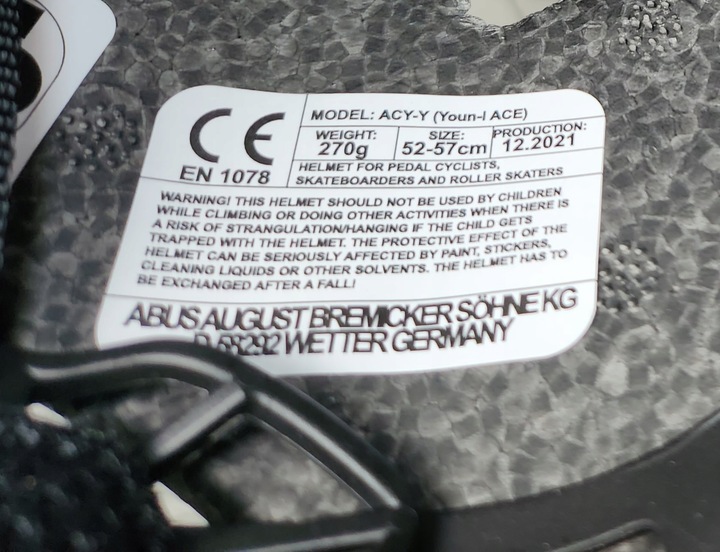 CE
EN 1078
MODEL: ACY-Y (Youn-I ACE)
WEIGHT:
270g
SIZE:
52-57cm
PRODUCTION:
12.2021
HELMET FOR PEDAL CYCLISTS,
SKATEBOARDERS AND ROLLER SKATERS
WARNING! THIS HELMET SHOULD NOT BE USED BY CHILDREN
WHILE CLIMBING OR DOING OTHER ACTIVITIES WHEN THERE IS
A RISK OF STRANGULATION/HANGING IF THE CHILD GETS
TRAPPED WITH THE HELMET. THE PROTECTIVE EFFECT OF THE
HELMET CAN BE SERIOUSLY AFFECTED BY PAINT, STICKERS,
CLEANING LIQUIDS OR OTHER SOLVENTS. THE HELMET HAS TO
BE EXCHANGED AFTER A FALL!
ABUS AUGUST BREMICKER SÖHNE KG
D-58292 WETTER GERMANY